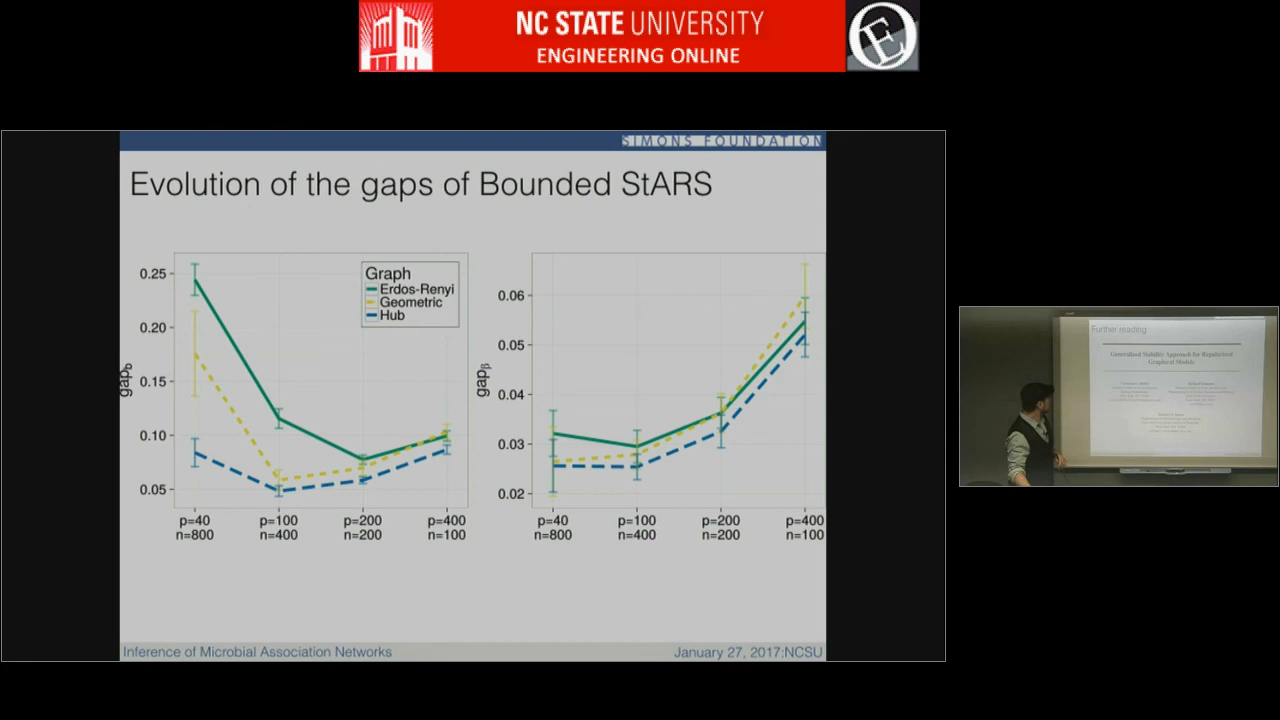 NC STATE UNIVERSITY
ENGINEERING ONLINE
SIMONS FOUNDATION
Evolution of the gaps of Bounded StARS
Graph
Erdos-Renyi
Geometric
Hub
gap_b
0.25
0.20
0.15
0.10
0.05
p=40 p=100 p=200 p=400
n=800 n=400 n=200 n=100
gap_β
0.06
0.05
0.04
0.03
0.02
p=40 p=100 p=200 p=400
n=800 n=400 n=200 n=100
Inference of Microbial Association Networks
January 27, 2017;NCSU
Further reading
Generalized Stability Approach for Regularized
Graphical Models